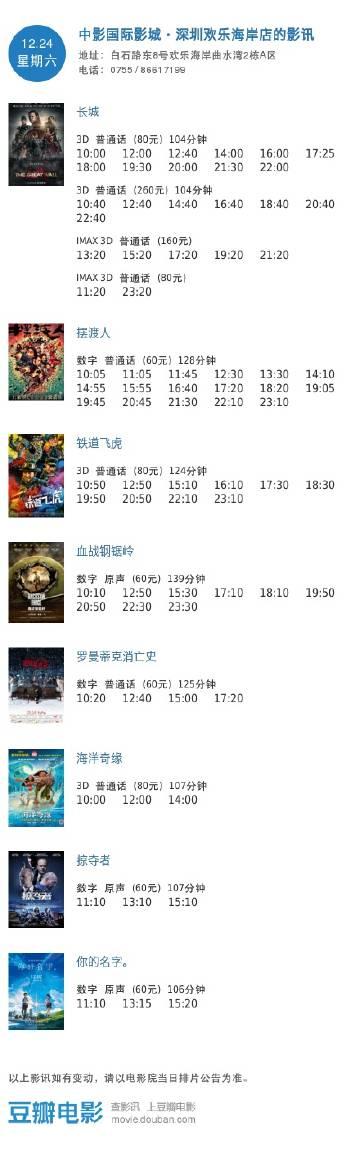 12.24
星期六
中影国际影城·深圳欢乐海岸店的影讯
地址：白石路东8号欢乐海岸曲水湾2栋A区
电话：0755 / 86617199
长城
3D 普通话 (80元) 104分钟
10:00 12:00 12:40 14:00 16:00 17:25
18:00 19:30 20:00 21:30 22:00
3D 普通话 (260元) 104分钟
10:40 12:40 14:40 16:40 18:40 20:40
22:40
IMAX 3D 普通话 (160元)
13:20 15:20 17:20 19:20 21:20
IMAX 3D 普通话 (80元)
11:20 23:20
THE GREAT WALL
摆渡人
数字 普通话 (60元) 128分钟
10:05 11:05 11:45 12:30 13:30 14:10
14:55 15:55 16:40 17:20 18:20 19:05
19:45 20:45 21:30 22:10 23:10
铁道飞虎
3D 普通话 (80元) 124分钟
10:50 12:50 15:10 16:10 17:30 18:30
19:50 20:50 22:10 23:10
铁道飞虎
血战钢锯岭
数字 原声 (60元) 139分钟
10:10 12:50 15:30 17:10 18:10 19:50
20:50 22:30 23:30
罗曼蒂克消亡史
数字 普通话 (60元) 125分钟
10:20 12:40 15:00 17:20
海洋奇缘
3D 普通话 (80元) 107分钟
10:00 12:00 14:00
海洋奇缘
掠夺者
数字 原声 (60元) 107分钟
11:10 13:10 15:10
掠夺者
你的名字。
数字 原声 (60元) 106分钟
11:10 13:15 15:20
你的名字。
以上影讯如有变动，请以电影院当日排片公告为准。
豆瓣电影
查影讯 上豆瓣电影
movie.douban.com